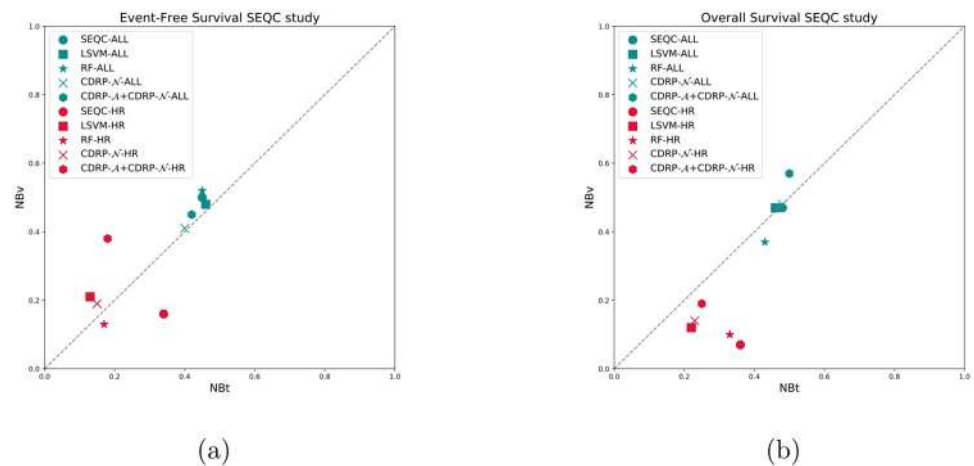 Event-Free Survival SEQC study
1.0
SEQC-ALL
LSVM-ALL
RF-ALL
CDRP-𝒩-ALL
CDRP-𝒜+CDRP-𝒩-ALL
SEQC-HR
LSVM-HR
RF-HR
CDRP-𝒩-HR
CDRP-𝒜+CDRP-𝒩-HR
0.8
0.6
NBv
0.4
0.2
0.0
0.0 0.2 0.4 0.6 0.8 1.0
NBt
(a)
Overall Survival SEQC study
1.0
SEQC-ALL
LSVM-ALL
RF-ALL
CDRP-𝒩-ALL
CDRP-𝒜+CDRP-𝒩-ALL
SEQC-HR
LSVM-HR
RF-HR
CDRP-𝒩-HR
CDRP-𝒜+CDRP-𝒩-HR
0.8
0.6
NBv
0.4
0.2
0.0
0.0 0.2 0.4 0.6 0.8 1.0
NBt
(b)